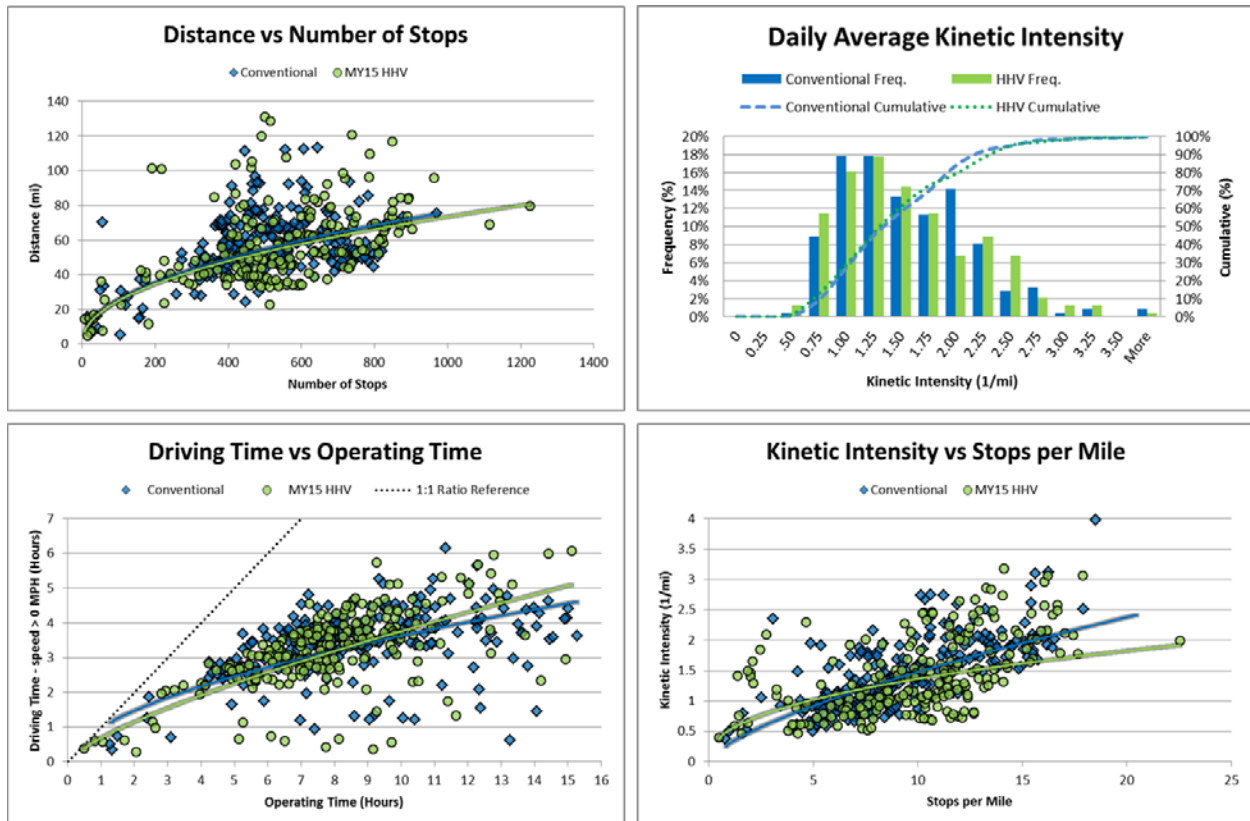 Distance vs Number of Stops
Conventional MY15 HHV
140
120
100
80
60
40
20
0
0 200 400 600 800 1000 1200 1400
Distance (mi)
Number of Stops
Daily Average Kinetic Intensity
Conventional Freq. HHV Freq.
Conventional Cumulative HHV Cumulative
20% 100%
18% 90%
16% 80%
14% 70%
12% 60%
10% 50%
8% 40%
6% 30%
4% 20%
2% 10%
0% 0%
Frequency (%)
Cumulative (%)
0 0.25 .50 0.75 1.00 1.25 1.50 1.75 2.00 2.25 2.50 2.75 3.00 3.25 3.50 More
Kinetic Intensity (1/mi)
Driving Time vs Operating Time
Conventional MY15 HHV 1:1 Ratio Reference
7
6
5
4
3
2
1
0
0 1 2 3 4 5 6 7 8 9 10 11 12 13 14 15 16
Driving Time - speed > 0 MPH (Hours)
Operating Time (Hours)
Kinetic Intensity vs Stops per Mile
Conventional MY15 HHV
4
3.5
3
2.5
2
1.5
1
0.5
0
0 5 10 15 20 25
Kinetic Intensity (1/mi)
Stops per Mile